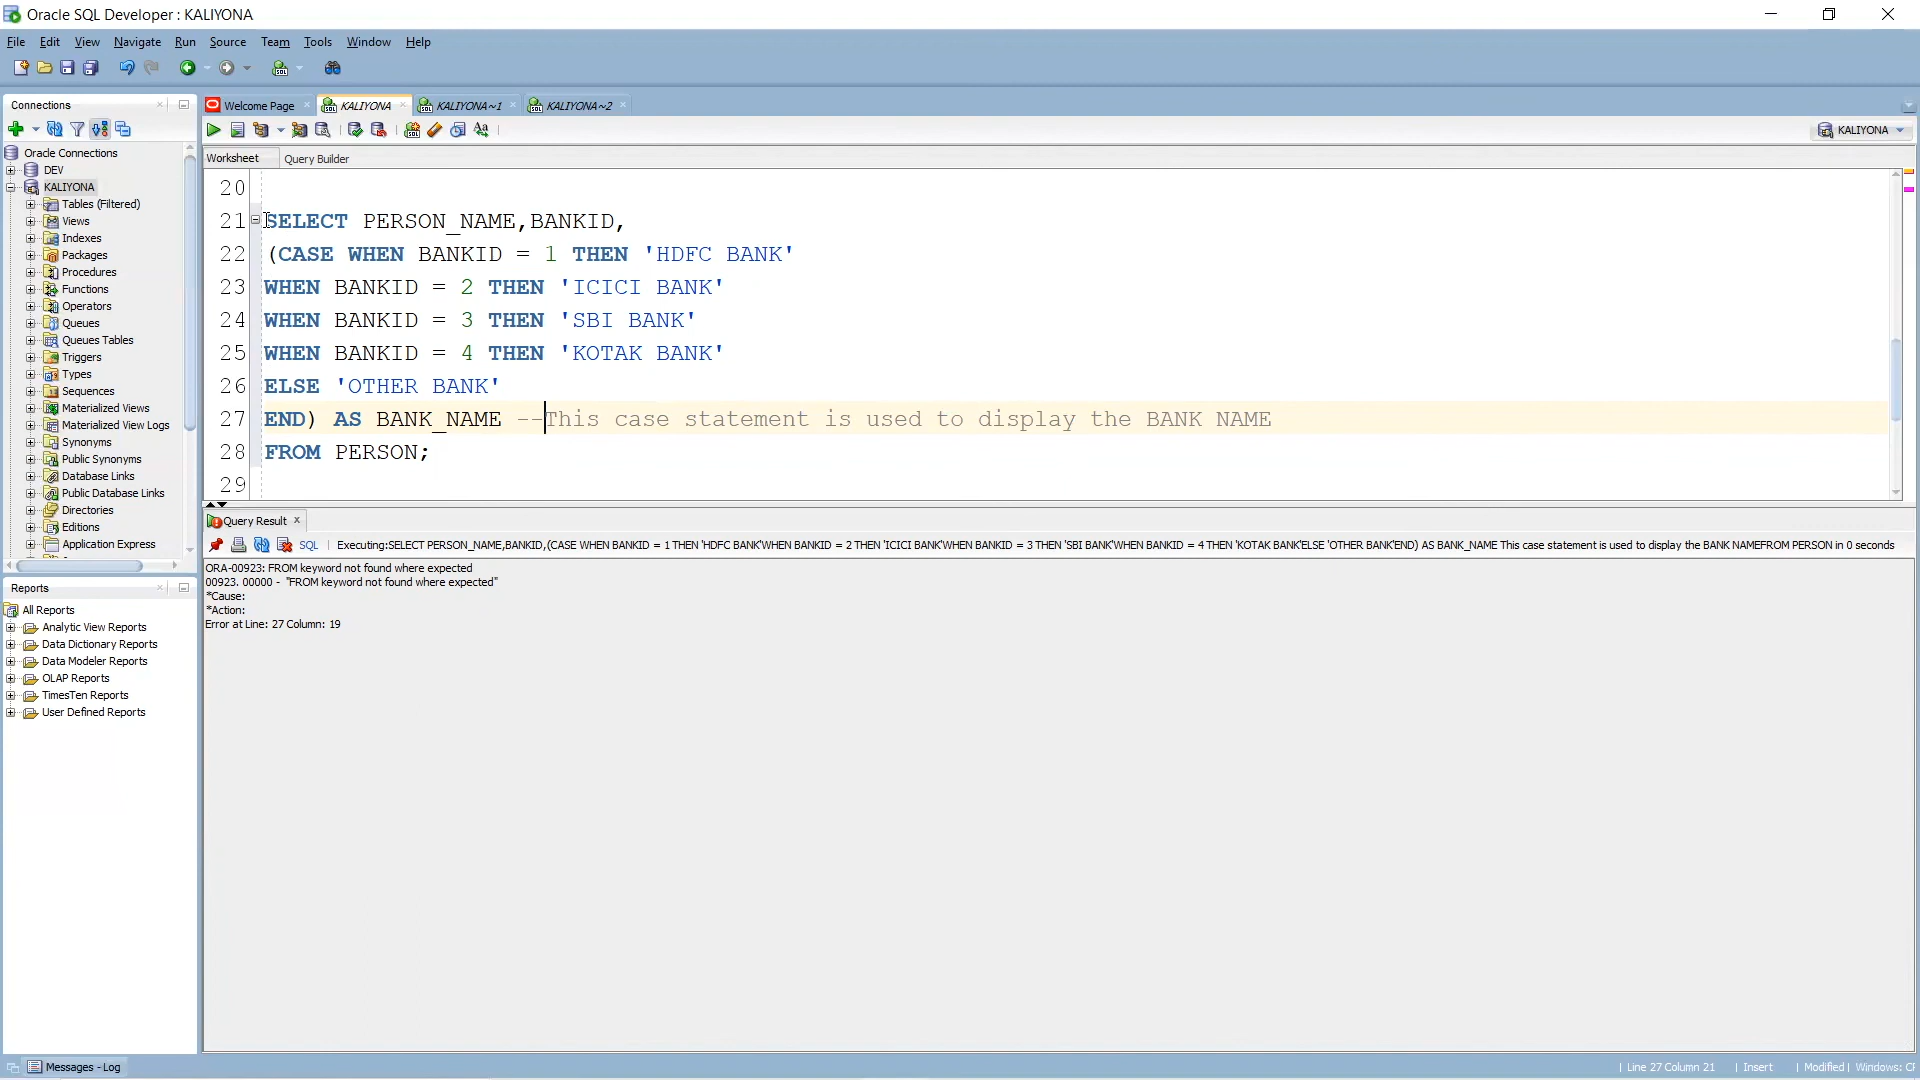 Oracle SQL Developer : KALIYONA
File Edit View Navigate Run Source Team Tools Window Help
Connections
Welcome Page KALIYONA KALIYONA~1 KALIYONA~2
KALIYONA
Worksheet Query Builder
Oracle Connections
DEV
KALIYONA
Tables (Filtered)
Views
Indexes
Packages
Procedures
Functions
Operators
Queues
Queues Tables
Triggers
Types
Sequences
Materialized Views
Materialized View Logs
Synonyms
Public Synonyms
Database Links
Public Database Links
Directories
Editions
Application Express
20
21 SELECT PERSON_NAME,BANKID,
22 (CASE WHEN BANKID = 1 THEN 'HDFC BANK'
23 WHEN BANKID = 2 THEN 'ICICI BANK'
24 WHEN BANKID = 3 THEN 'SBI BANK'
25 WHEN BANKID = 4 THEN 'KOTAK BANK'
26 ELSE 'OTHER BANK'
27 END) AS BANK_NAME --This case statement is used to display the BANK NAME
28 FROM PERSON;
29
Query Result
SQL Executing:SELECT PERSON_NAME,BANKID,(CASE WHEN BANKID = 1 THEN 'HDFC BANK'WHEN BANKID = 2 THEN 'ICICI BANK'WHEN BANKID = 3 THEN 'SBI BANK'WHEN BANKID = 4 THEN 'KOTAK BANK'ELSE 'OTHER BANK'END) AS BANK_NAME This case statement is used to display the BANK NAMEFROM PERSON in 0 seconds
ORA-00923: FROM keyword not found where expected
00923. 00000 - "FROM keyword not found where expected"
*Cause:
*Action:
Error at Line: 27 Column: 19
Reports
All Reports
Analytic View Reports
Data Dictionary Reports
Data Modeler Reports
OLAP Reports
TimesTen Reports
User Defined Reports
Messages - Log
Line 27 Column 21 Insert Modified Windows: CF